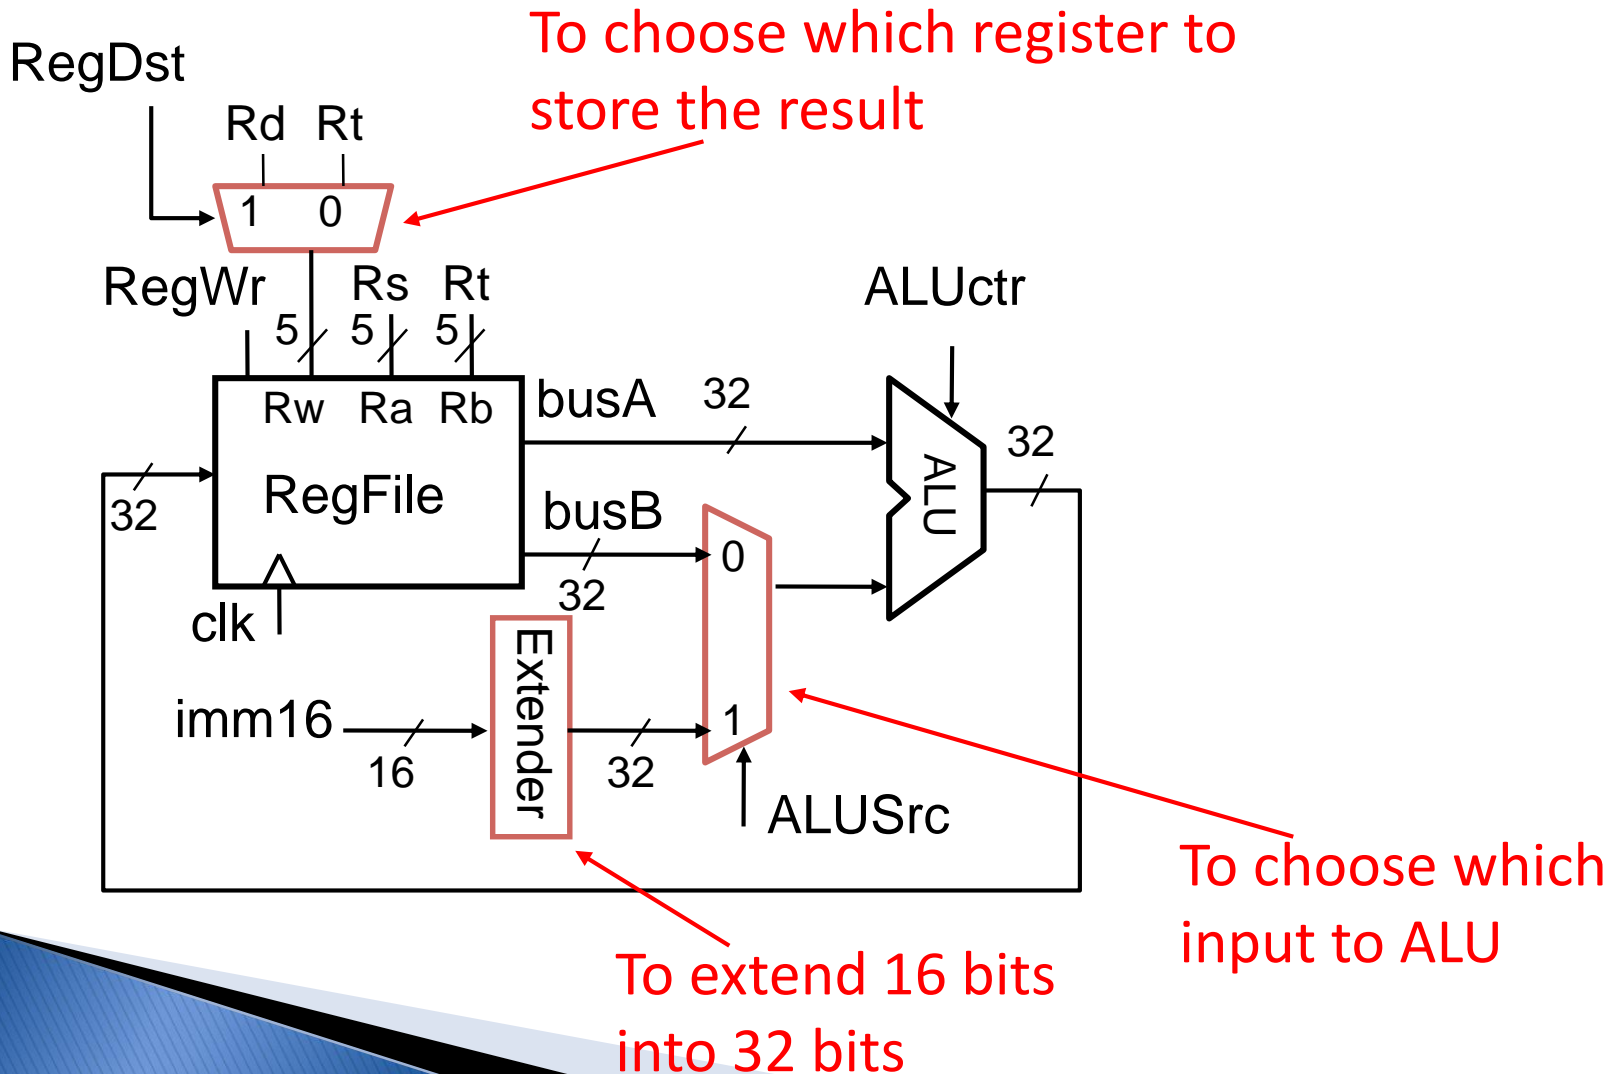 To choose which register to
store the result
RegDst
Rd Rt
1 0
RegWr Rs Rt
ALUctr
5 5 5
Rw Ra Rb
busA 32
32
ALU
RegFile
32
busB
0
32
clk
Extender
imm16
1
16
32
ALUSrc
To choose which
input to ALU
To extend 16 bits
into 32 bits